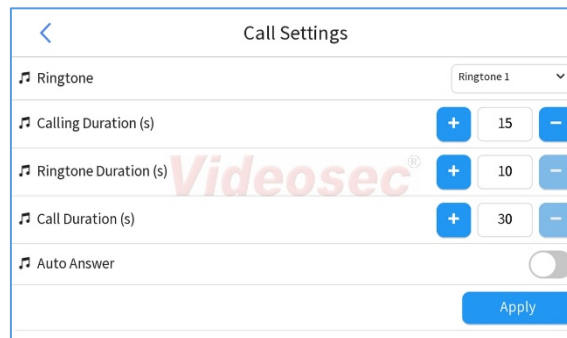 Call Settings
Ringtone
Ringtone 1
Calling Duration (s)
+ 15 −
Ringtone Duration (s)
+ 10 −
Call Duration (s)
+ 30 −
Auto Answer
Apply
Videosec®